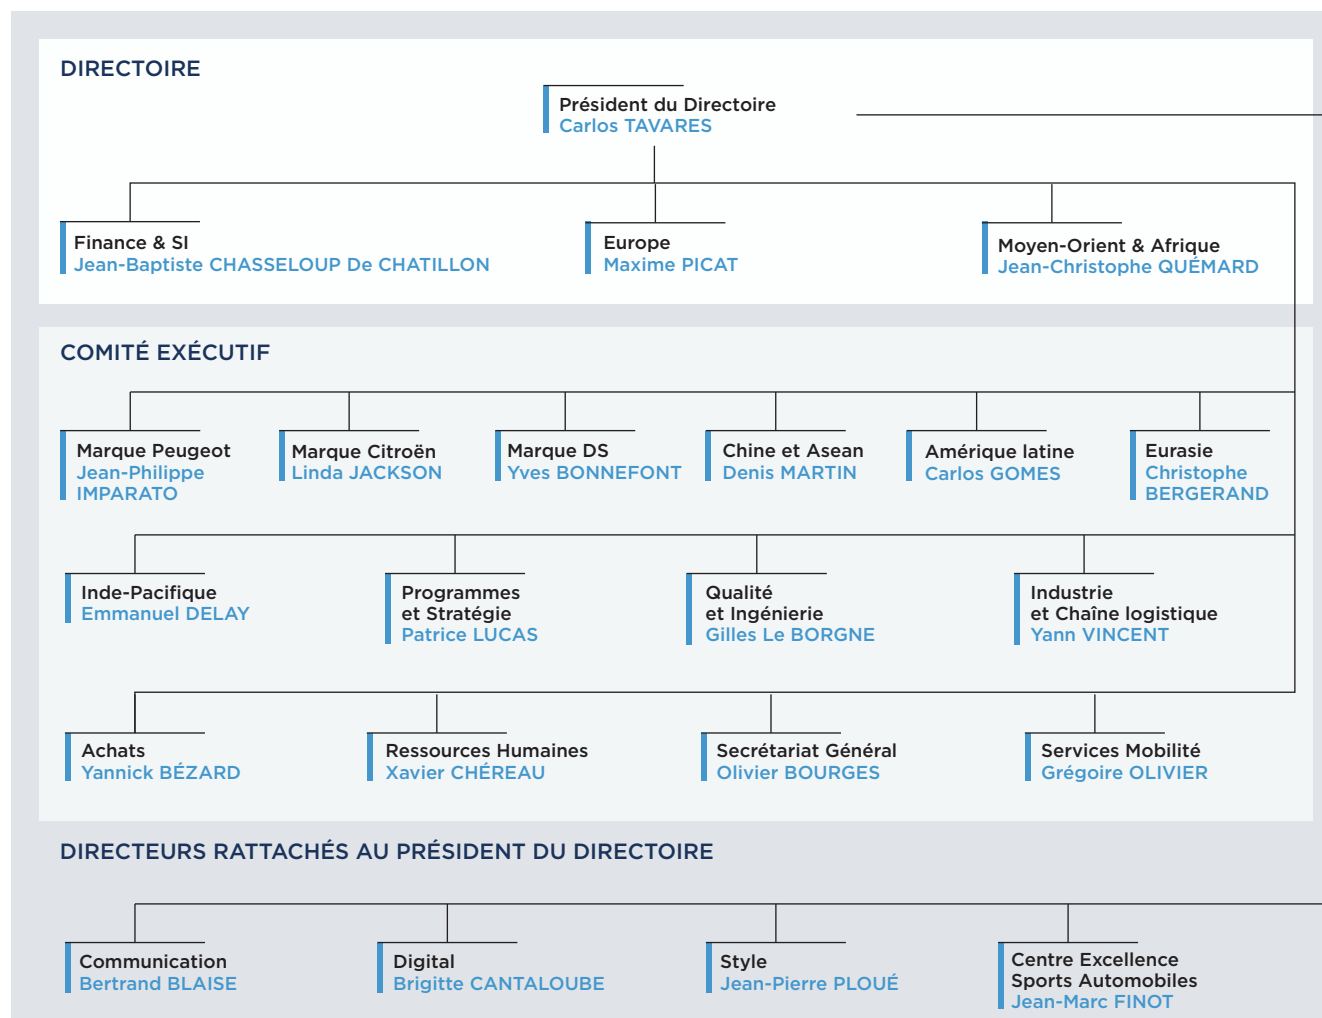 DIRECTOIRE
Président du Directoire
Carlos TAVARES
Finance & SI
Jean-Baptiste CHASSELOUP De CHATILLON
Europe
Maxime PICAT
Moyen-Orient & Afrique
Jean-Christophe QUÉMARD
COMITÉ EXÉCUTIF
Marque Peugeot
Jean-Philippe
IMPARATO
Marque Citroën
Linda JACKSON
Marque DS
Yves BONNEFONT
Chine et Asean
Denis MARTIN
Amérique latine
Carlos GOMES
Eurasie
Christophe
BERGERAND
Inde-Pacifique
Emmanuel DELAY
Programmes
et Stratégie
Patrice LUCAS
Qualité
et Ingénierie
Gilles Le BORGNE
Industrie
et Chaîne logistique
Yann VINCENT
Achats
Yannick BÉZARD
Ressources Humaines
Xavier CHÉREAU
Secrétariat Général
Olivier BOURGES
Services Mobilité
Grégoire OLIVIER
DIRECTEURS RATTACHÉS AU PRÉSIDENT DU DIRECTOIRE
Communication
Bertrand BLAISE
Digital
Brigitte CANTALOUBE
Style
Jean-Pierre PLOUÉ
Centre Excellence
Sports Automobiles
Jean-Marc FINOT